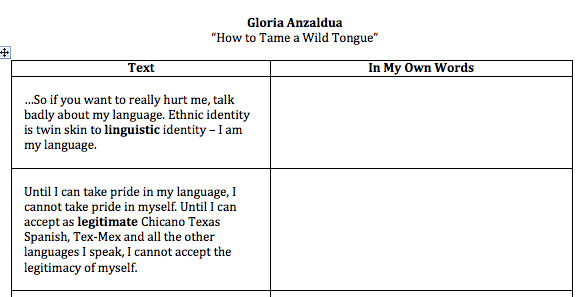 Gloria Anzaldua
“How to Tame a Wild Tongue”
Text
In My Own Words
…So if you want to really hurt me, talk
badly about my language. Ethnic identity
is twin skin to linguistic identity – I am
my language.
Until I can take pride in my language, I
cannot take pride in myself. Until I can
accept as legitimate Chicano Texas
Spanish, Tex-Mex and all the other
languages I speak, I cannot accept the
legitimacy of myself.